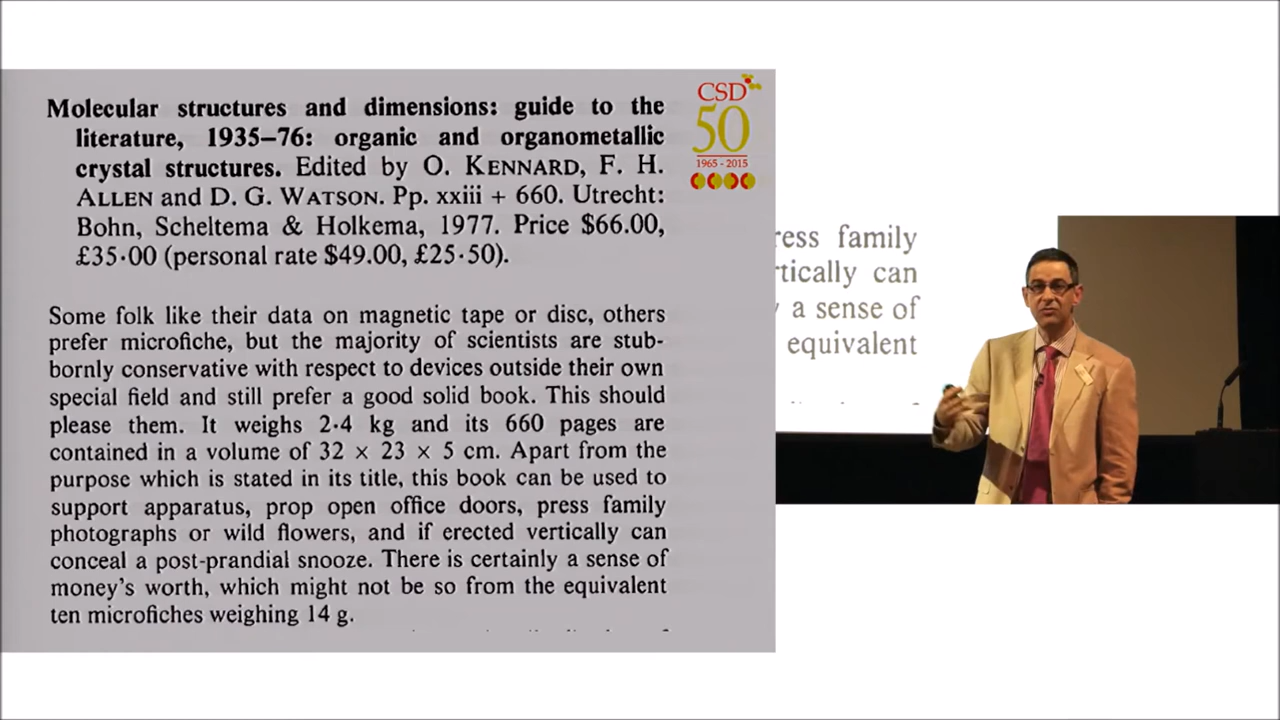 Molecular structures and dimensions: guide to the
literature, 1935–76: organic and organometallic
crystal structures. Edited by O. KENNARD, F. H.
ALLEN and D. G. WATSON. Pp. xxiii + 660. Utrecht:
Bohn, Scheltema & Holkema, 1977. Price $66.00,
£35·00 (personal rate $49.00, £25·50).
Some folk like their data on magnetic tape or disc, others
prefer microfiche, but the majority of scientists are stub-
bornly conservative with respect to devices outside their own
special field and still prefer a good solid book. This should
please them. It weighs 2·4 kg and its 660 pages are
contained in a volume of 32 × 23 × 5 cm. Apart from the
purpose which is stated in its title, this book can be used to
support apparatus, prop open office doors, press family
photographs or wild flowers, and if erected vertically can
conceal a post-prandial snooze. There is certainly a sense of
money's worth, which might not be so from the equivalent
ten microfiches weighing 14 g.
CSD
50
1965 - 2015
ress family
rtically can
a sense of
equivalent